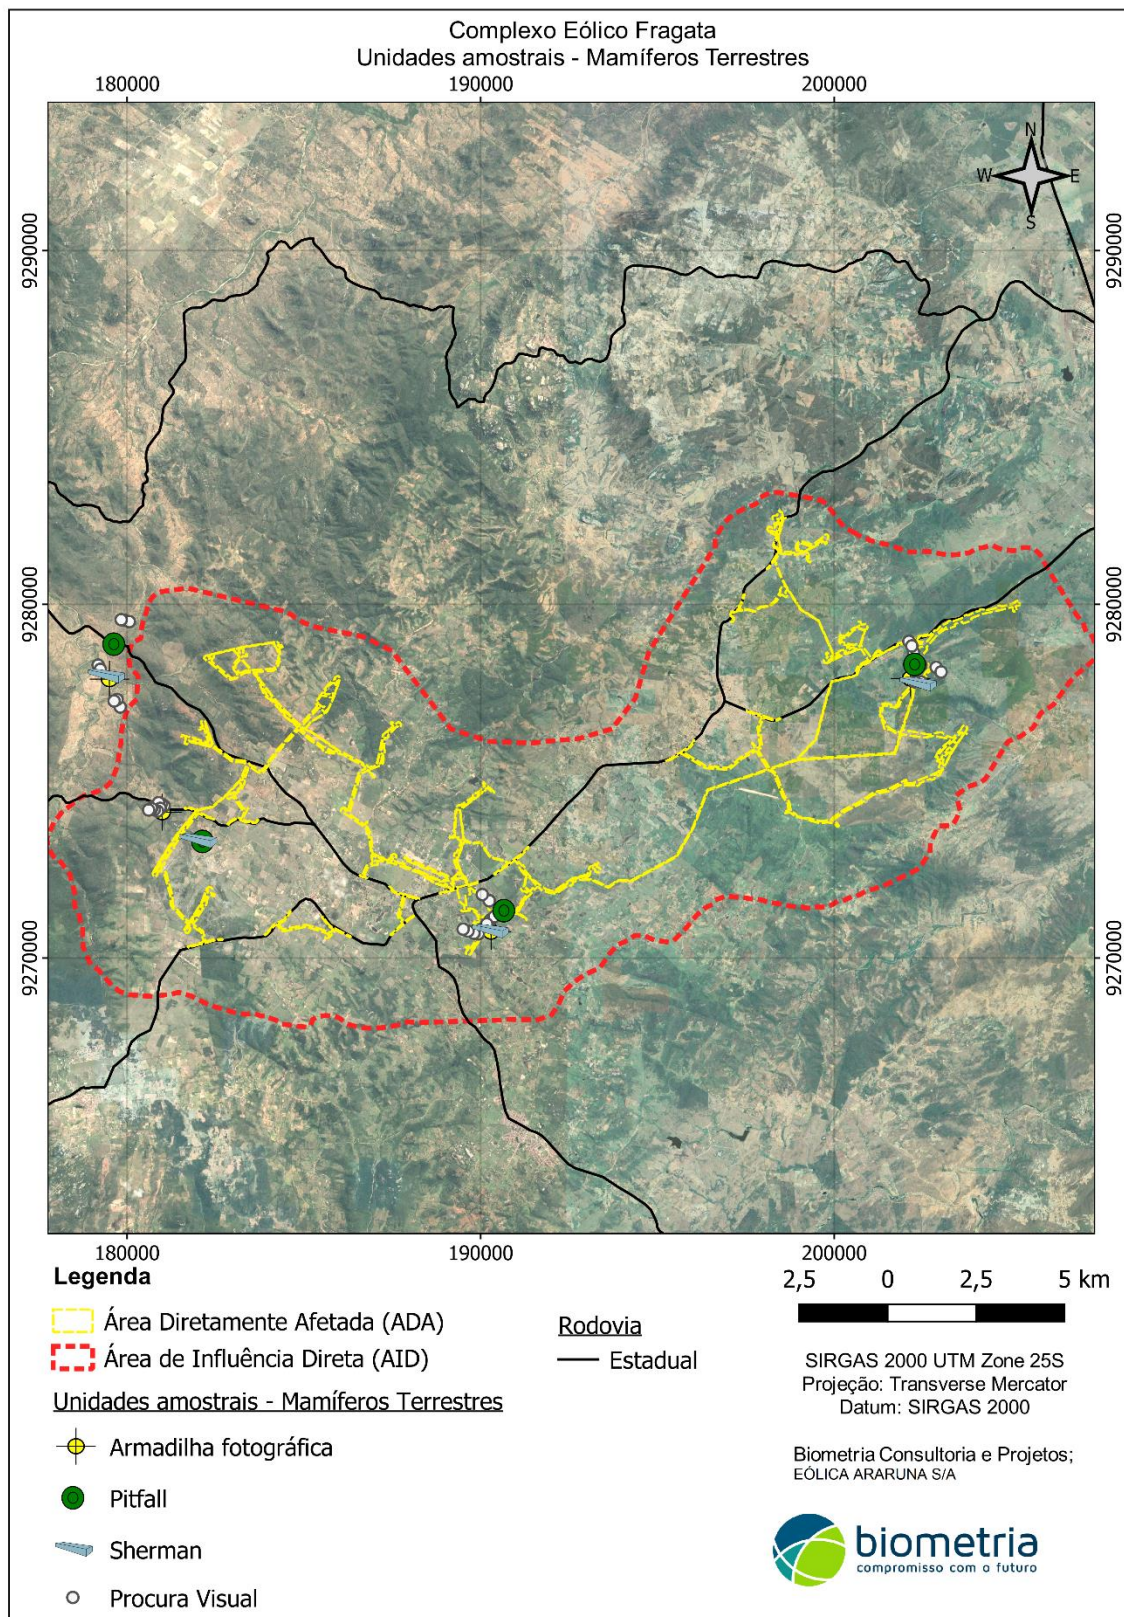 Complexo Eólico Fragata
Unidades amostrais - Mamíferos Terrestres
180000 190000 200000
N
W E
S
9290000 9290000
9280000 9280000
9270000 9270000
180000 190000 200000
Legenda
Área Diretamente Afetada (ADA)
Área de Influência Direta (AID)
Unidades amostrais - Mamíferos Terrestres
Armadilha fotográfica
Pitfall
Sherman
Procura Visual
Rodovia
Estadual
2,5 0 2,5 5 km
SIRGAS 2000 UTM Zone 25S
Projeção: Transverse Mercator
Datum: SIRGAS 2000
Biometria Consultoria e Projetos;
EÓLICA ARARUNA S/A
biometria
compromisso com o futuro